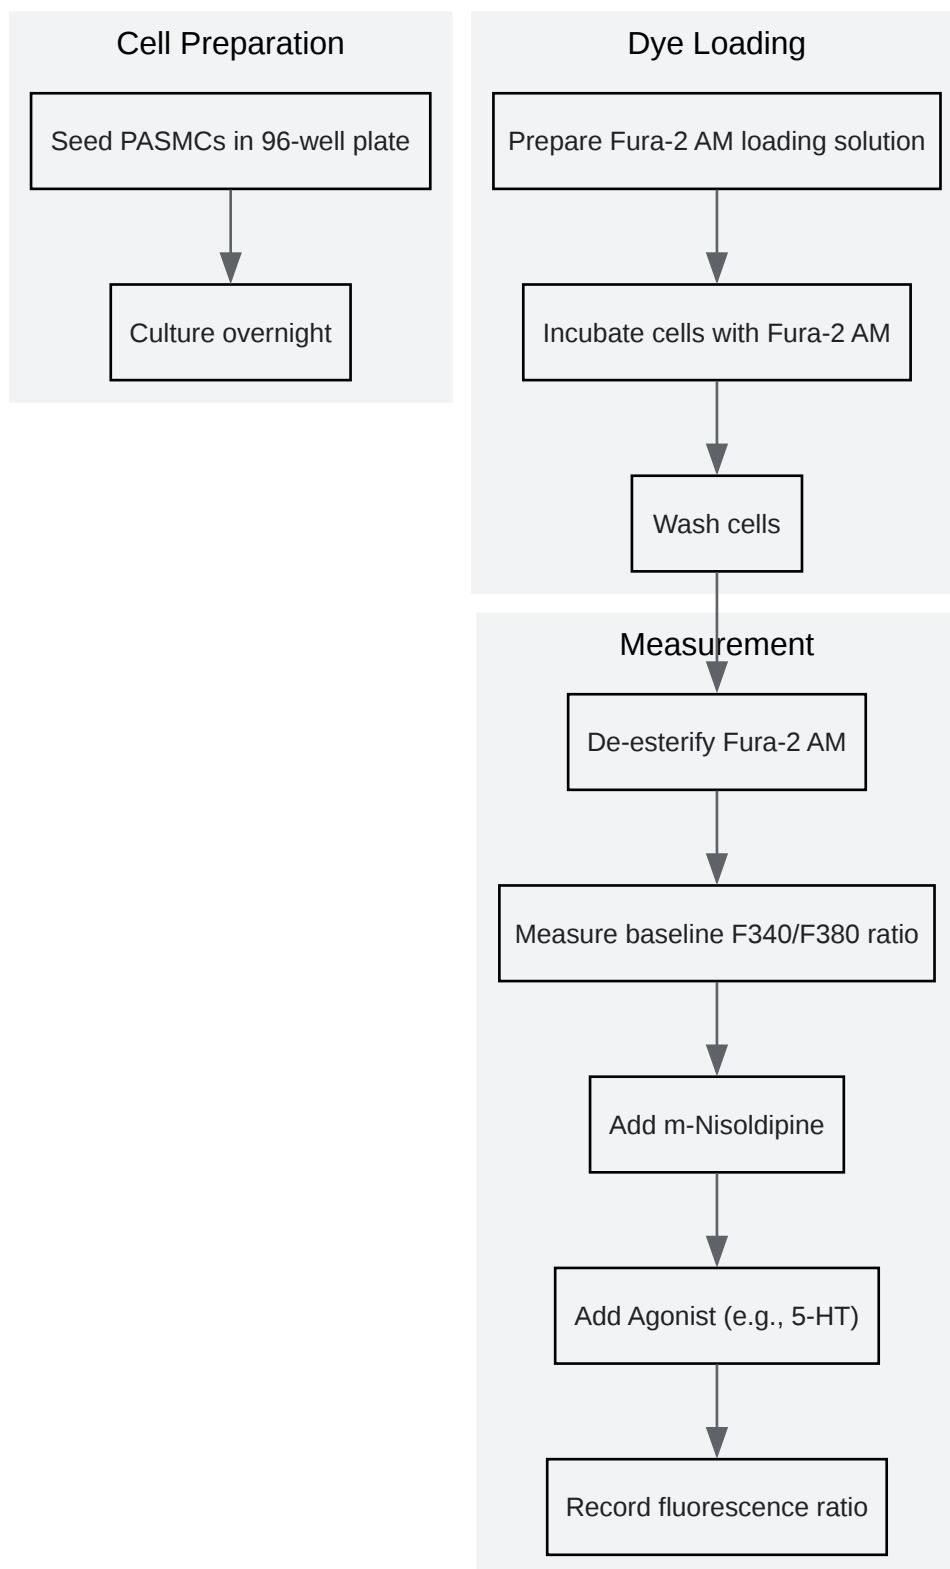 Cell Preparation
Seed PASMCs in 96-well plate
Culture overnight
Dye Loading
Prepare Fura-2 AM loading solution
Incubate cells with Fura-2 AM
Wash cells
Measurement
De-esterify Fura-2 AM
Measure baseline F340/F380 ratio
Add m-Nisoldipine
Add Agonist (e.g., 5-HT)
Record fluorescence ratio